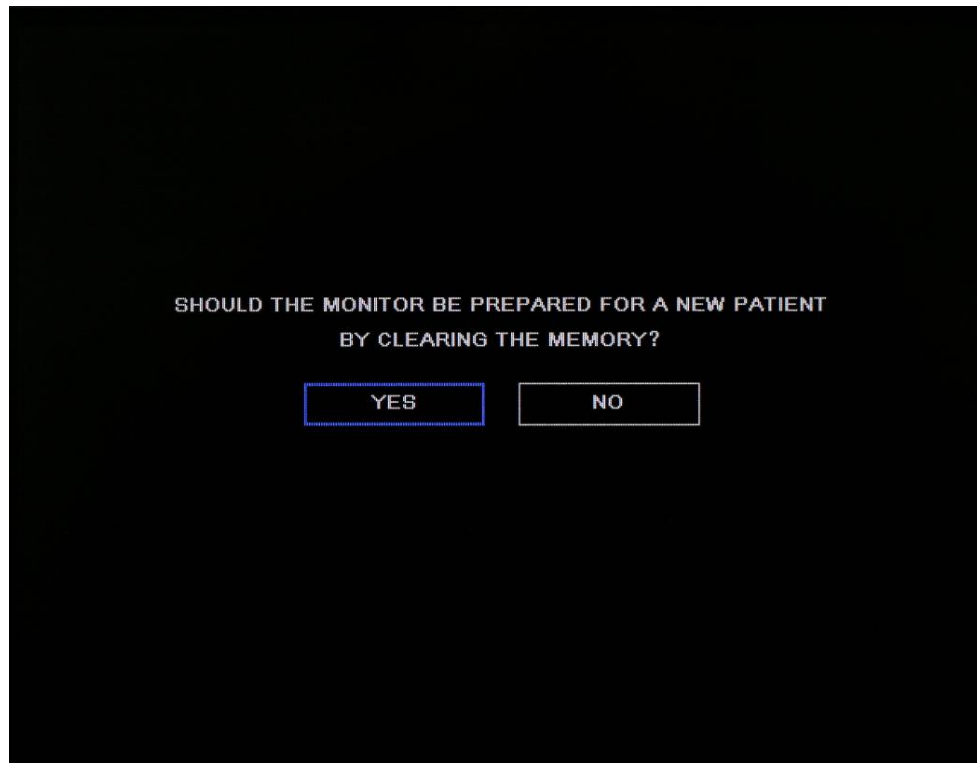 SHOULD THE MONITOR BE PREPARED FOR A NEW PATIENT
BY CLEARING THE MEMORY?
YES
NO